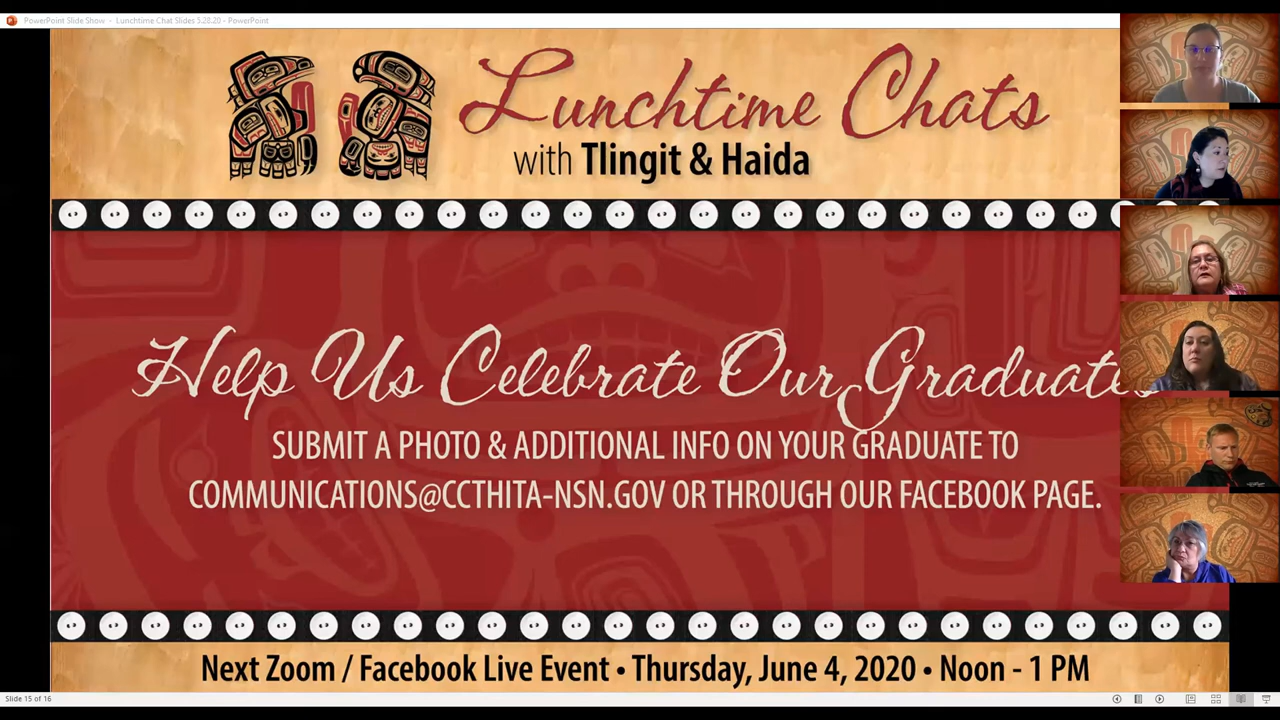 PowerPoint Slide Show - Lunchtime Chat Slides 5.28.20 - PowerPoint
Lunchtime Chats
with Tlingit & Haida
Help Us Celebrate Our Graduates
SUBMIT A PHOTO & ADDITIONAL INFO ON YOUR GRADUATE TO
COMMUNICATIONS@CCTHITA-NSN.GOV OR THROUGH OUR FACEBOOK PAGE.
Next Zoom / Facebook Live Event • Thursday, June 4, 2020 • Noon - 1 PM
Slide 15 of 16